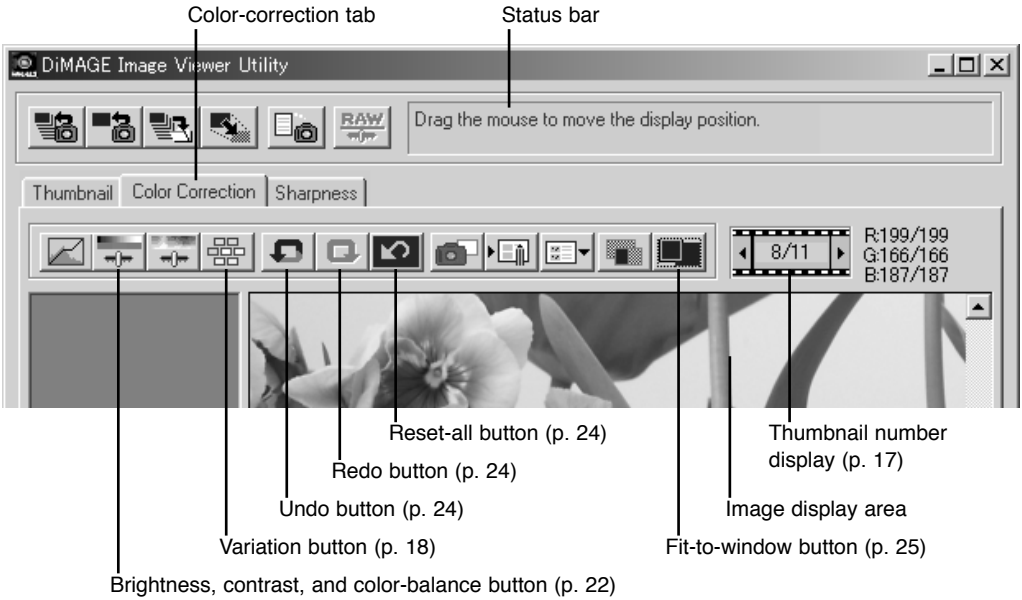 Color-correction tab
Status bar
DiMAGE Image Viewer Utility
RAW
Drag the mouse to move the display position.
Thumbnail
Color Correction
Sharpness
8/11
R:199/199
G:166/166
B:187/187
Reset-all button (p. 24)
Thumbnail number
display (p. 17)
Redo button (p. 24)
Undo button (p. 24)
Image display area
Variation button (p. 18)
Fit-to-window button (p. 25)
Brightness, contrast, and color-balance button (p. 22)